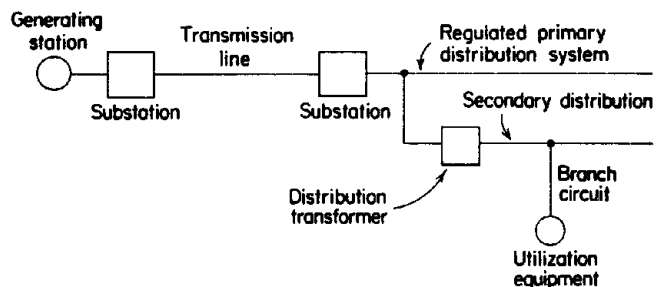 Generating
station
Transmission
line
Regulated primary
distribution system
Substation
Substation
Secondary distribution
Distribution
transformer
Branch
circuit
Utilization
equipment